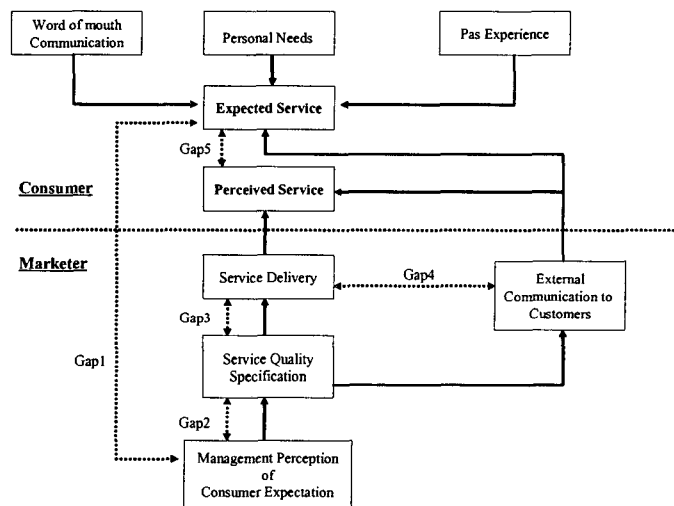 Word of mouth
Communication
Personal Needs
Pas Experience
Expected Service
Gap5
Consumer
Perceived Service
Marketer
Service Delivery
Gap4
External
Communication to
Customers
Gap3
Gap1
Service Quality
Specification
Gap2
Management Perception
of
Consumer Expectation